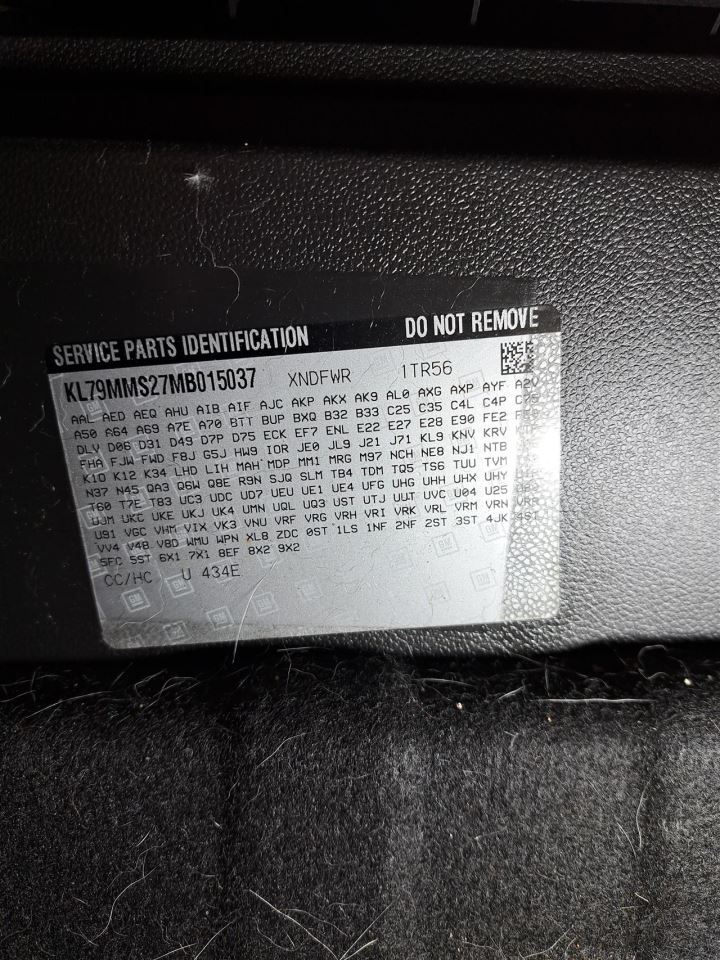 SERVICE PARTS IDENTIFICATION DO NOT REMOVE
KL79MMS27MB015037 XNDFWR 1TR56
AAL AED AEQ AHU AIB AIF AJC AKP AKX AK9 AL0 AXG AXP AYF A2V
A50 A64 A69 A7E A70 BTT BUP BXQ B32 B33 C25 C35 C4L C4P
DLV D06 D31 D49 D7P D75 ECK EF7 ENL E22 E27 E28 E90 FE2
FHA FJW FWD F8J G5J HW9 IOR JE0 JL9 J21 J71 KL9 KNV KRV
K10 K12 K34 LHD LIH MAH MDP MM1 MRG M97 NCH NE8 NJ1 NTB
N37 N45 QA3 Q6W Q8E R9N SJQ SLM TB4 TDM TQ5 TS6 TUU TVM
T60 T7E T83 UC3 UDC UD7 UEU UE1 UE4 UFG UHG UHH UHX UHY
UJM UKC UKE UKJ UK4 UMN UQL UQ3 UST UTJ UUT UVC U04 U25
U91 VGC VHM VIX VK3 VNU VRF VRG VRH VRI VRK VRL VRM VRN VRR
VV4 V4B V8D WMU WPN XL8 ZDC 0ST 1LS 1NF 2NF 2ST 3ST 4JK 4ST
5FC 5ST 6X1 7X1 8EF 8X2 9X2
CC/HC U 434E
GM